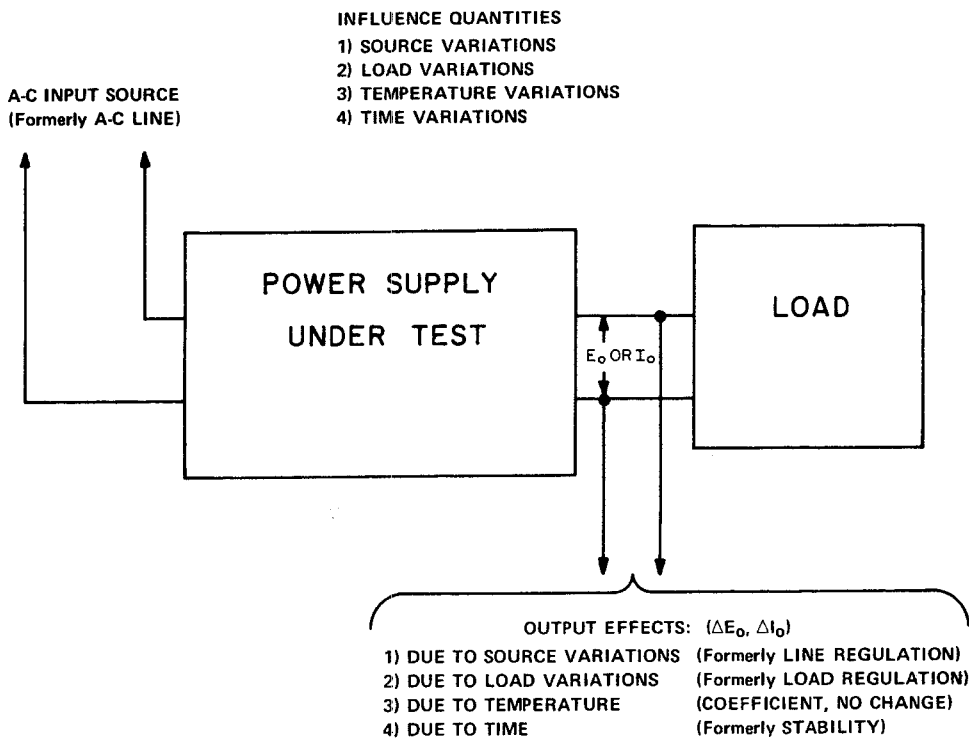 INFLUENCE QUANTITIES
1) SOURCE VARIATIONS
2) LOAD VARIATIONS
3) TEMPERATURE VARIATIONS
4) TIME VARIATIONS
A-C INPUT SOURCE
(Formerly A-C LINE)
POWER SUPPLY
UNDER TEST
LOAD
Eₒ OR Iₒ
OUTPUT EFFECTS: (ΔEₒ, ΔIₒ)
1) DUE TO SOURCE VARIATIONS (Formerly LINE REGULATION)
2) DUE TO LOAD VARIATIONS (Formerly LOAD REGULATION)
3) DUE TO TEMPERATURE (COEFFICIENT, NO CHANGE)
4) DUE TO TIME (Formerly STABILITY)